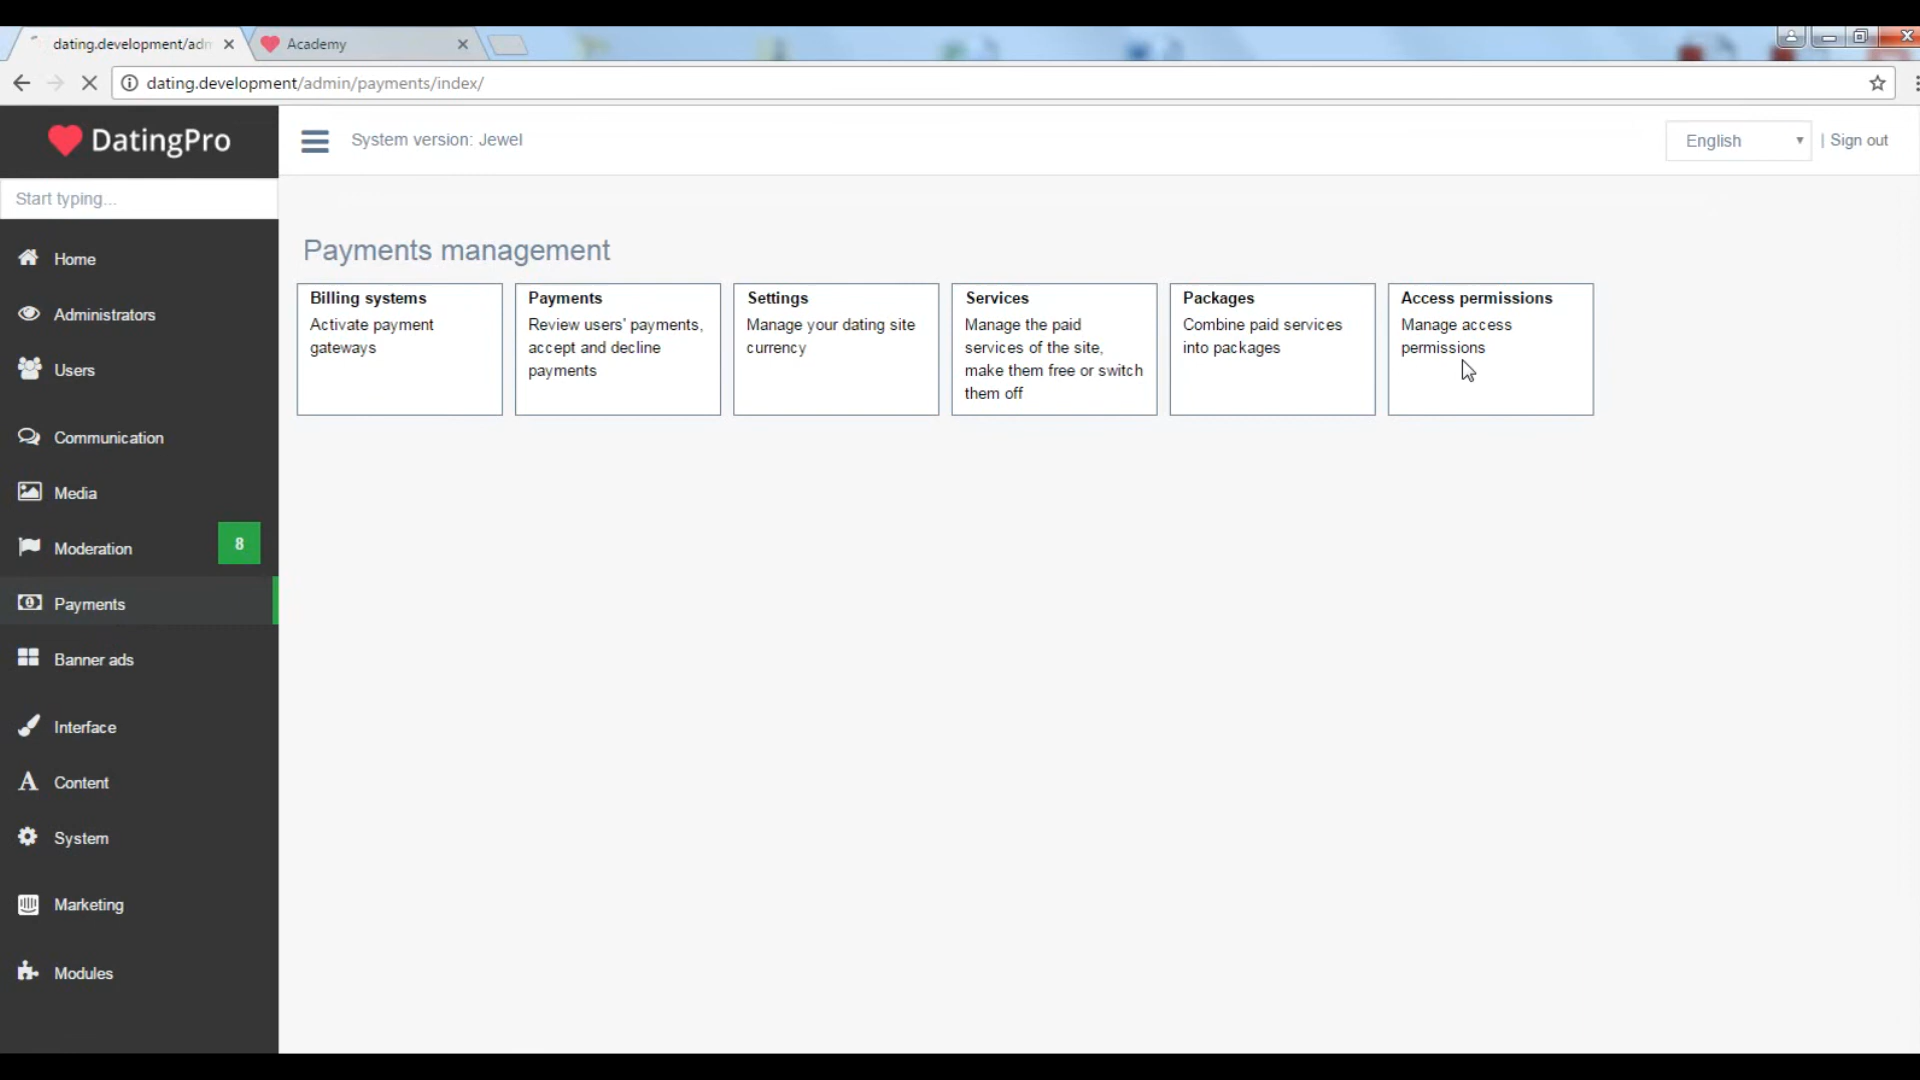 dating.development/adm
Academy
dating.development/admin/payments/index/
DatingPro
System version: Jewel
English
| Sign out
Start typing...
Home
Administrators
Users
Communication
Media
Moderation
8
Payments
Banner ads
Interface
Content
System
Marketing
Modules
Payments management
Billing systems
Activate payment
gateways
Payments
Review users' payments,
accept and decline
payments
Settings
Manage your dating site
currency
Services
Manage the paid
services of the site,
make them free or switch
them off
Packages
Combine paid services
into packages
Access permissions
Manage access
permissions